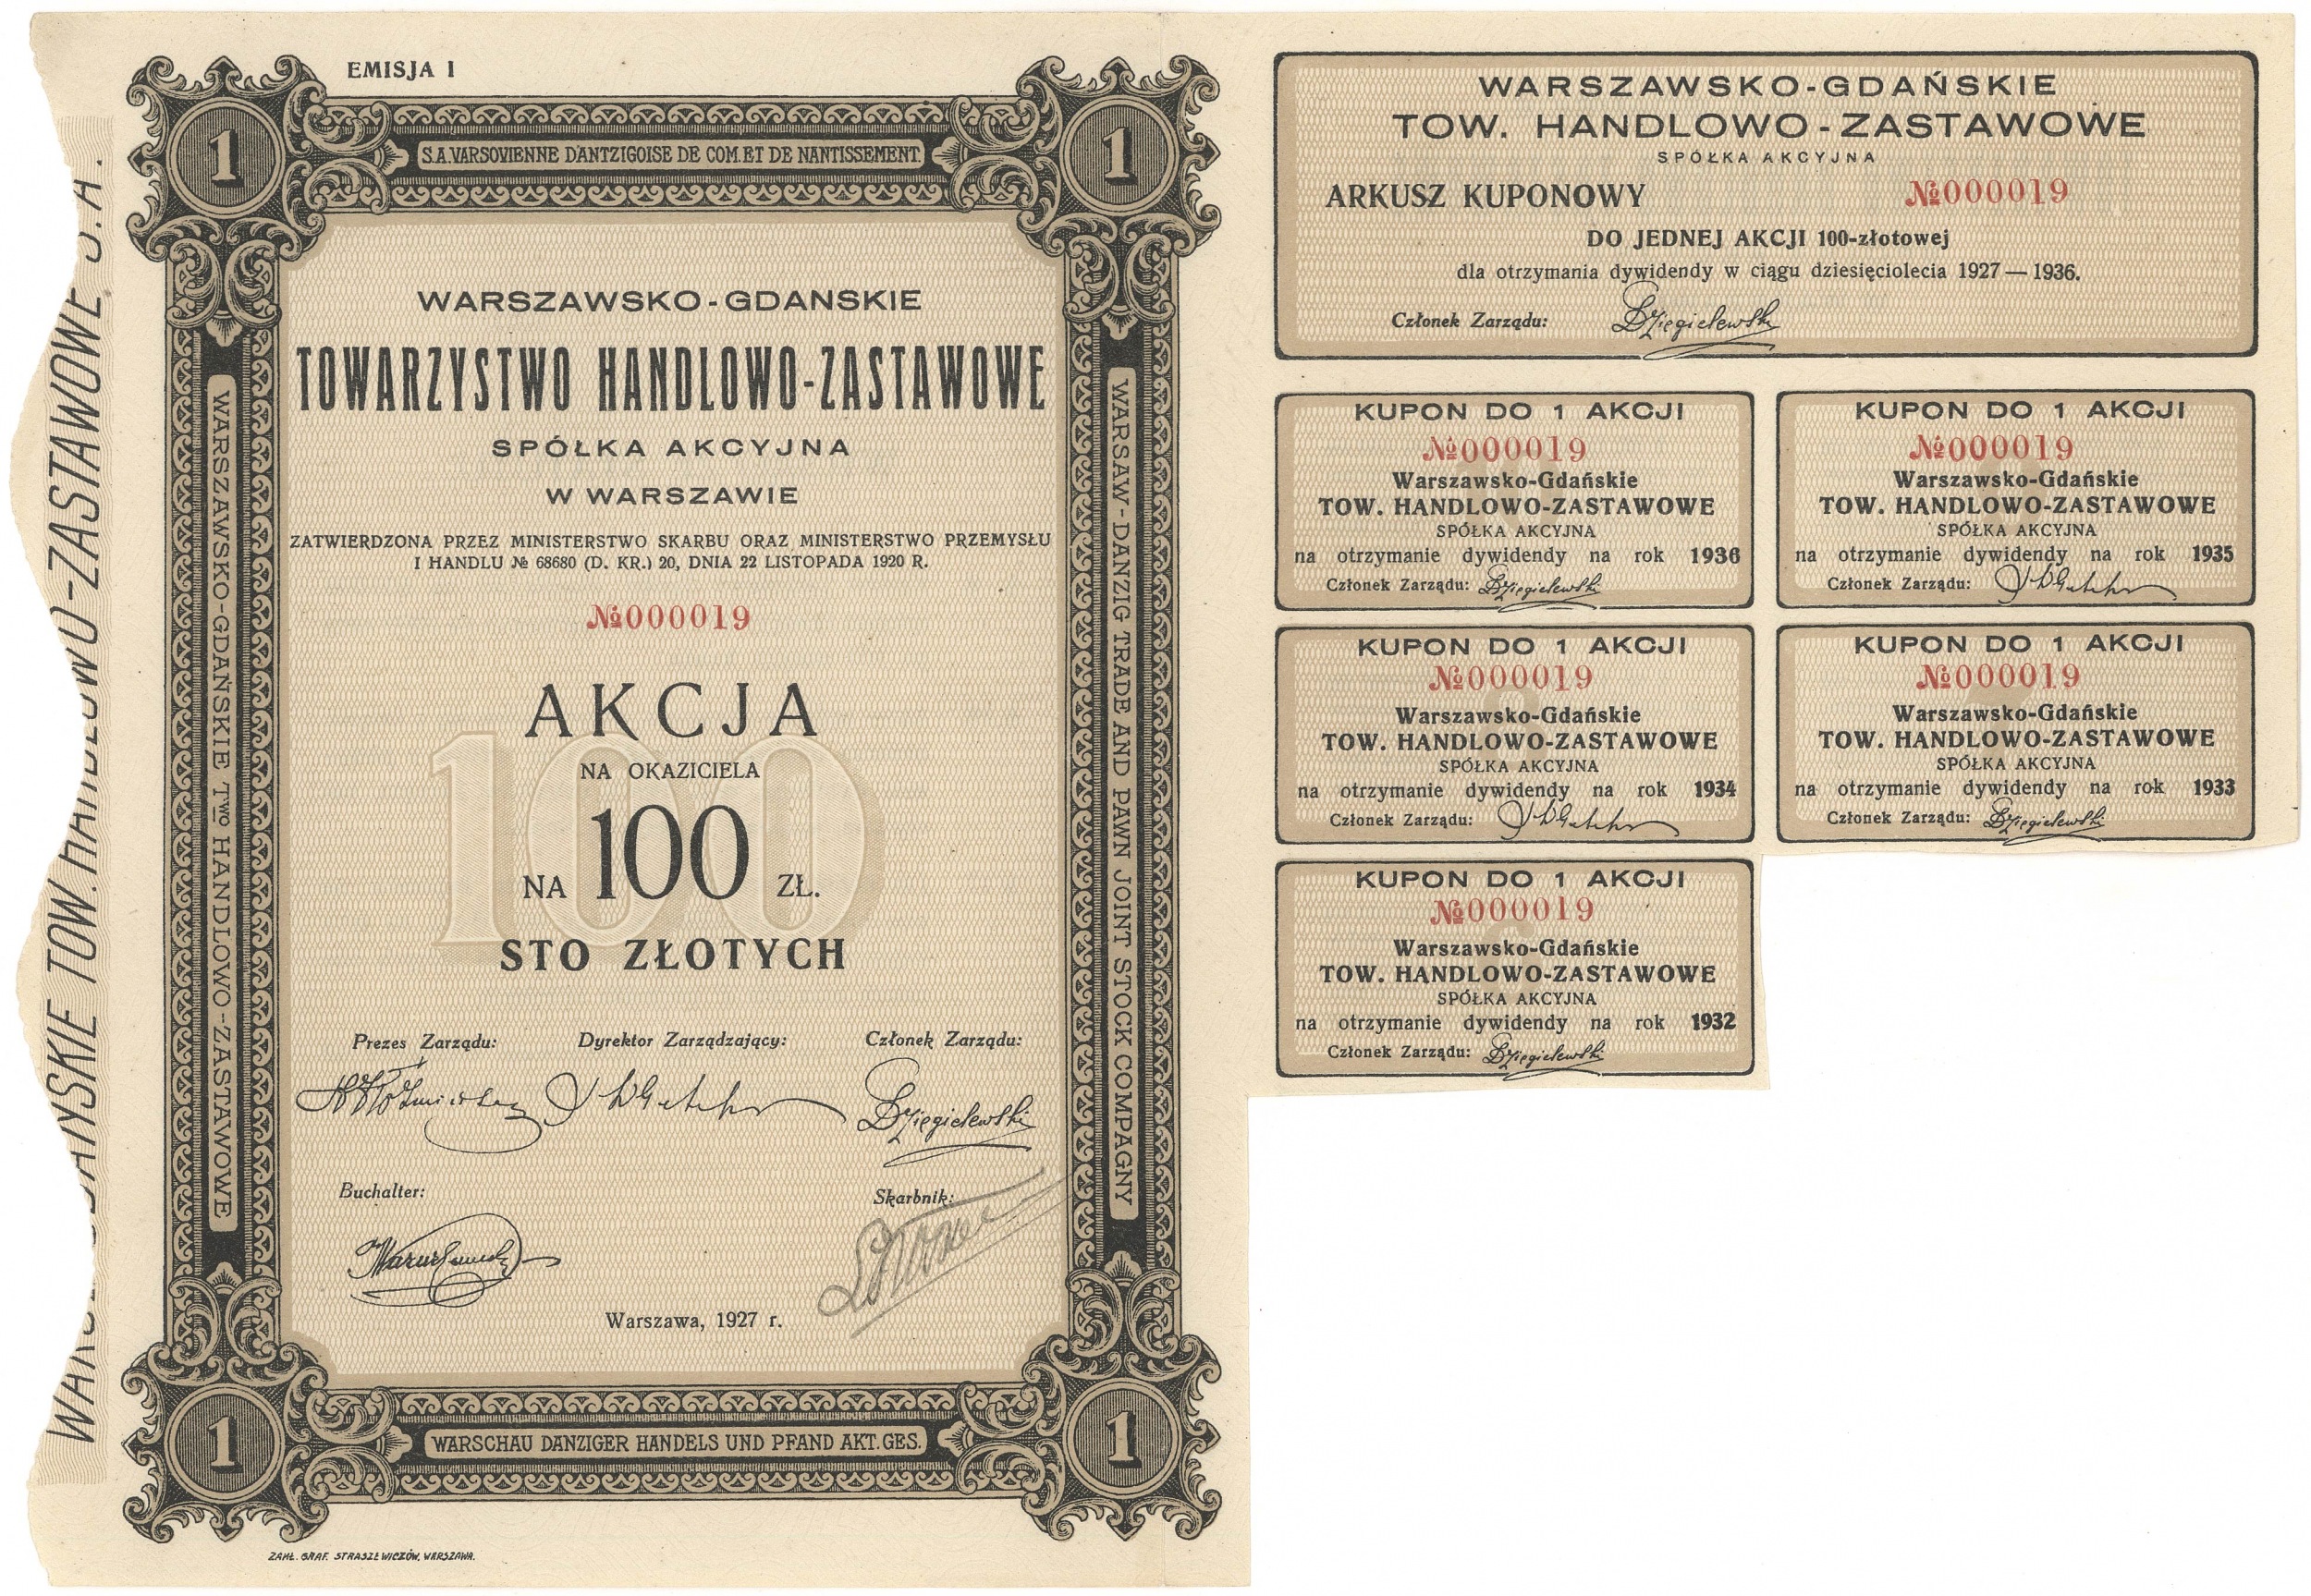 EMISJA I
1
1
S.A. VARSOVIENNE DANTZIGOISE DE COM. ET DE NANTISSEMENT.
WARSZAWSKO-GDANSKIE
TOWARZYSTWO HANDLOWO-ZASTAWOWE
SPÓŁKA AKCYJNA
W WARSZAWIE
ZATWIERDZONA PRZEZ MINISTERSTWO SKARBU ORAZ MINISTERSTWO PRZEMYSŁU
I HANDLU № 68680 (D. KR.) 20, DNIA 22 LISTOPADA 1920 R.
№000019
AKCJA
NA OKAZICIELA
100
NA 100 ZŁ.
STO ZŁOTYCH
Prezes Zarządu: Dyrektor Zarządzający: Członek Zarządu:
Dzięgielewski
Buchalter: Skarbnik:
Warszawa, 1927 r.
WARSZAWSKO-GDAŃSKIE Two HANDLOWO-ZASTAWOWE
WARSAW-DANZIG TRADE AND PAWN JOINT STOCK COMPAGNY
1
1
WARSCHAU DANZIGER HANDELS UND PFAND AKT. GES.
ZAKŁ. GRAF. STRASZEWICZÓW, WARSZAWA.
TOW. HANDLOWO-ZASTAWOWE S.A.
WARSZAWSKO-GDAŃSKIE
TOW. HANDLOWO-ZASTAWOWE
SPÓŁKA AKCYJNA
ARKUSZ KUPONOWY №000019
DO JEDNEJ AKCJI 100-złotowej
dla otrzymania dywidendy w ciągu dziesięciolecia 1927—1936.
Członek Zarządu: Dzięgielewski
KUPON DO 1 AKCJI
№000019
Warszawsko-Gdańskie
TOW. HANDLOWO-ZASTAWOWE
SPÓŁKA AKCYJNA
na otrzymanie dywidendy na rok 1936
Członek Zarządu: Dzięgielewski
KUPON DO 1 AKCJI
№000019
Warszawsko-Gdańskie
TOW. HANDLOWO-ZASTAWOWE
SPÓŁKA AKCYJNA
na otrzymanie dywidendy na rok 1935
Członek Zarządu:
KUPON DO 1 AKCJI
№000019
Warszawsko-Gdańskie
TOW. HANDLOWO-ZASTAWOWE
SPÓŁKA AKCYJNA
na otrzymanie dywidendy na rok 1934
Członek Zarządu:
KUPON DO 1 AKCJI
№000019
Warszawsko-Gdańskie
TOW. HANDLOWO-ZASTAWOWE
SPÓŁKA AKCYJNA
na otrzymanie dywidendy na rok 1933
Członek Zarządu: Dzięgielewski
KUPON DO 1 AKCJI
№000019
Warszawsko-Gdańskie
TOW. HANDLOWO-ZASTAWOWE
SPÓŁKA AKCYJNA
na otrzymanie dywidendy na rok 1932
Członek Zarządu: Dzięgielewski